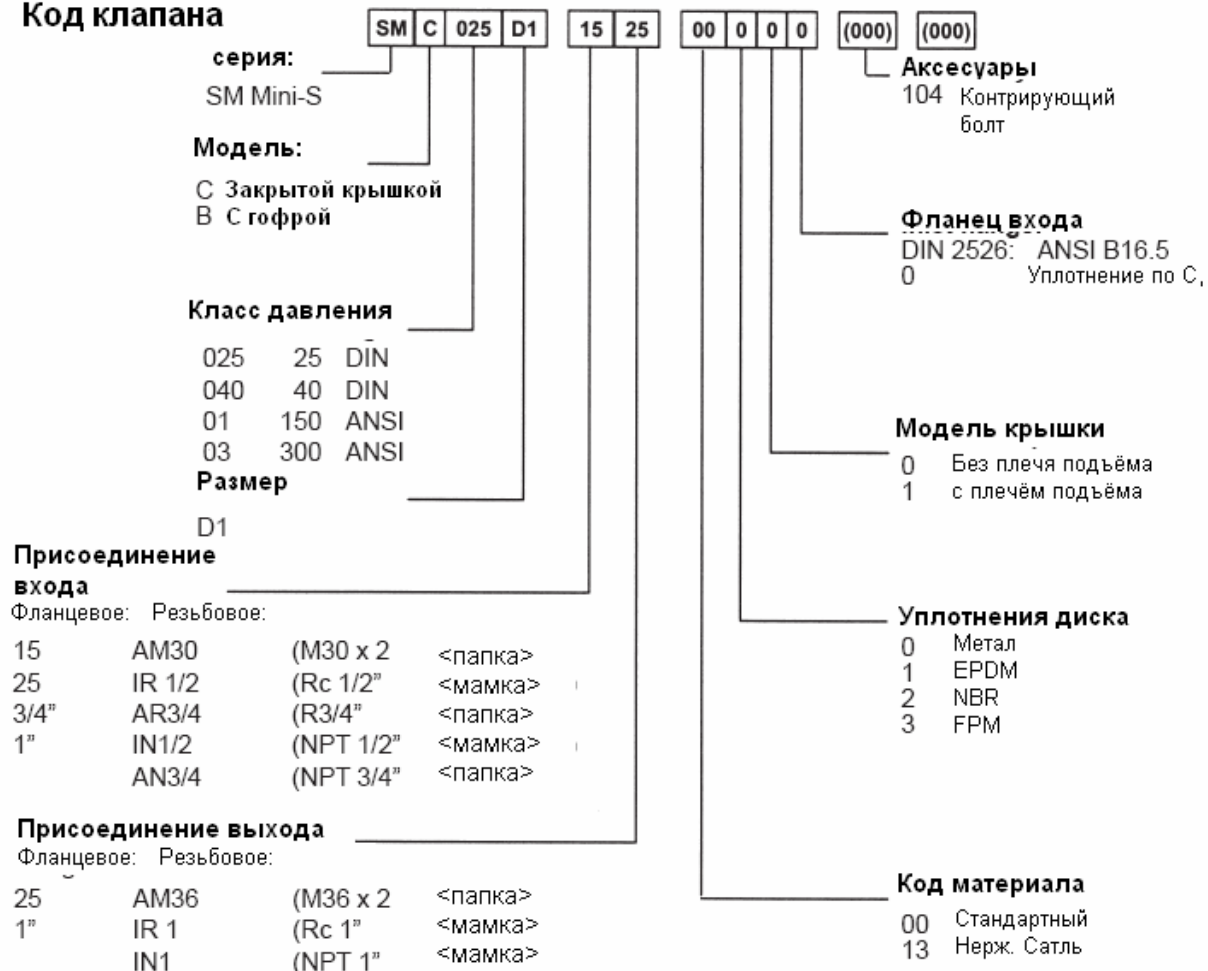 Код клапана
SM C 025 D1 15 25 00 0 0 0 (000) (000)
серия:
SM Mini-S
Модель:
C Закрытой крышкой
B С гофрой
Класс давления
025 25 DIN
040 40 DIN
01 150 ANSI
03 300 ANSI
Размер
D1
Присоединение
входа
Фланцевое: Резьбовое:
15 AM30 (M30 x 2 <папка>
25 IR 1/2 (Rc 1/2” <мамка>
3/4” AR3/4 (R3/4” <папка>
1” IN1/2 (NPT 1/2” <мамка>
AN3/4 (NPT 3/4” <папка>
Присоединение выхода
Фланцевое: Резьбовое:
25 AM36 (M36 x 2 <папка>
1” IR 1 (Rc 1” <мамка>
IN1 (NPT 1” <мамка>
Аксесуары
104 Контрирующий
болт
Фланец входа
DIN 2526: ANSI B16.5
0 Уплотнение по С,
Модель крышки
0 Без плечя подъёма
1 с плечём подъёма
Уплотнения диска
0 Метал
1 EPDM
2 NBR
3 FPM
Код материала
00 Стандартный
13 Нерж. Сатль